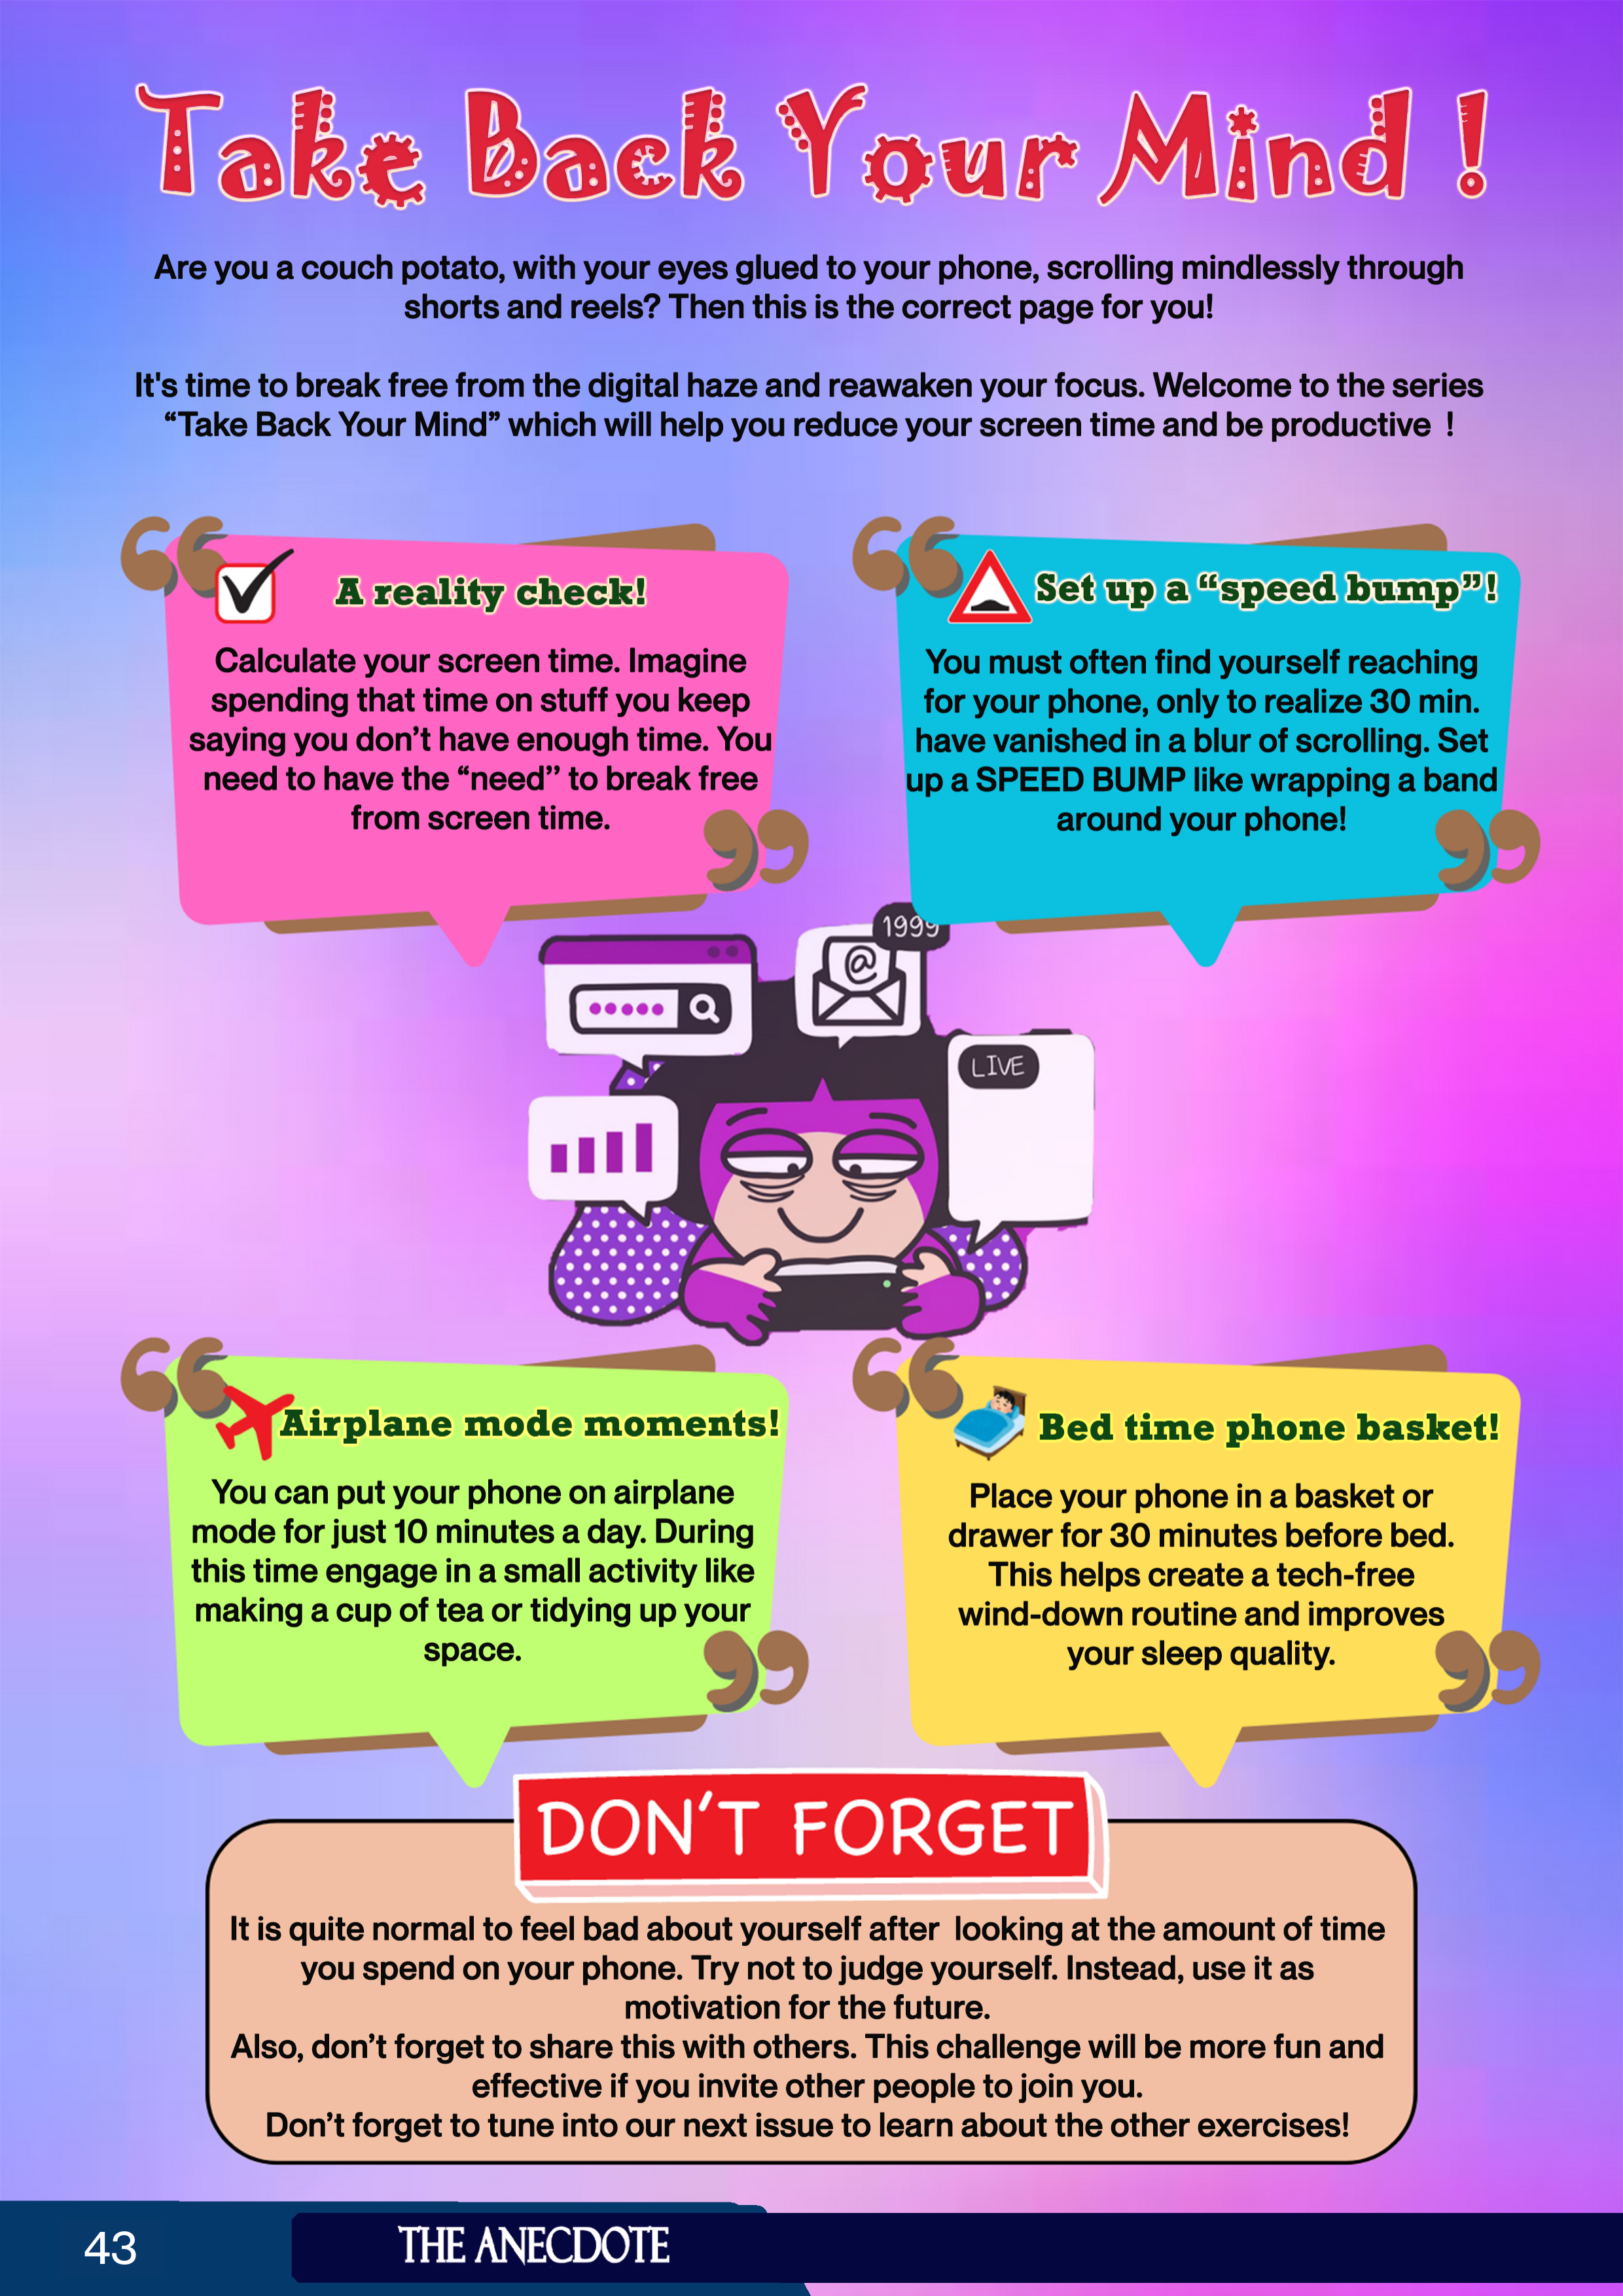 Take Back Your Mind !
Are you a couch potato, with your eyes glued to your phone, scrolling mindlessly through
shorts and reels? Then this is the correct page for you!
It's time to break free from the digital haze and reawaken your focus. Welcome to the series
“Take Back Your Mind” which will help you reduce your screen time and be productive !
A reality check!
Calculate your screen time. Imagine
spending that time on stuff you keep
saying you don’t have enough time. You
need to have the “need’’ to break free
from screen time.
Set up a “speed bump”!
You must often find yourself reaching
for your phone, only to realize 30 min.
have vanished in a blur of scrolling. Set
up a SPEED BUMP like wrapping a band
around your phone!
1999
@
LIVE
Airplane mode moments!
You can put your phone on airplane
mode for just 10 minutes a day. During
this time engage in a small activity like
making a cup of tea or tidying up your
space.
Bed time phone basket!
Place your phone in a basket or
drawer for 30 minutes before bed.
This helps create a tech-free
wind-down routine and improves
your sleep quality.
DON’T FORGET
It is quite normal to feel bad about yourself after looking at the amount of time
you spend on your phone. Try not to judge yourself. Instead, use it as
motivation for the future.
Also, don’t forget to share this with others. This challenge will be more fun and
effective if you invite other people to join you.
Don’t forget to tune into our next issue to learn about the other exercises!
43
THE ANECDOTE